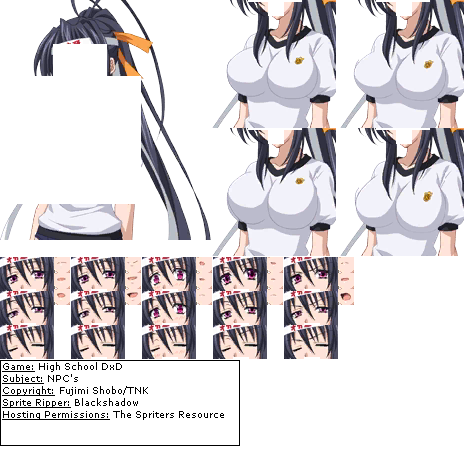 Game: High School DxD
Subject: NPC's
Copyright: Fujimi Shobo/TNK
Sprite Ripper: Blackshadow
Hosting Permissions: The Spriters Resource